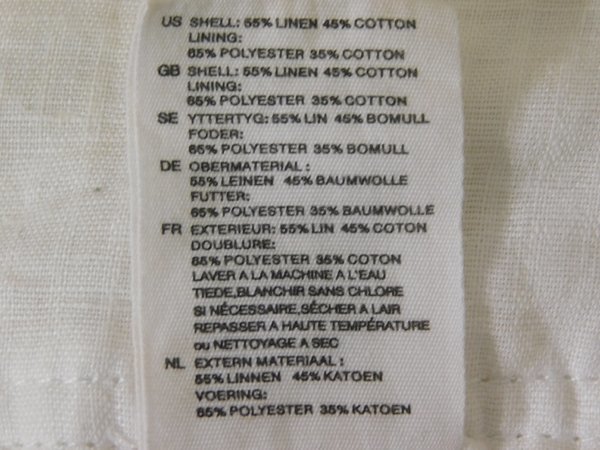 US SHELL: 55% LINEN 45% COTTON
LINING:
65% POLYESTER 35% COTTON
GB SHELL: 55% LINEN 45% COTTON
LINING:
65% POLYESTER 35% COTTON
SE YTTERTYG: 55% LIN 45% BOMULL
FODER:
65% POLYESTER 35% BOMULL
DE OBERMATERIAL:
55% LEINEN 45% BAUMWOLLE
FUTTER:
65% POLYESTER 35% BAUMWOLLE
FR EXTERIEUR: 55% LIN 45% COTON
DOUBLURE:
65% POLYESTER 35% COTON
LAVER A LA MACHINE A L'EAU
TIEDE,BLANCHIR SANS CHLORE
SI NÉCESSAIRE,SÉCHER A LAIR
REPASSER A HAUTE TEMPÉRATURE
ou NETTOYAGE A SEC
NL EXTERN MATERIAAL:
55% LINNEN 45% KATOEN
VOERING:
65% POLYESTER 35% KATOEN